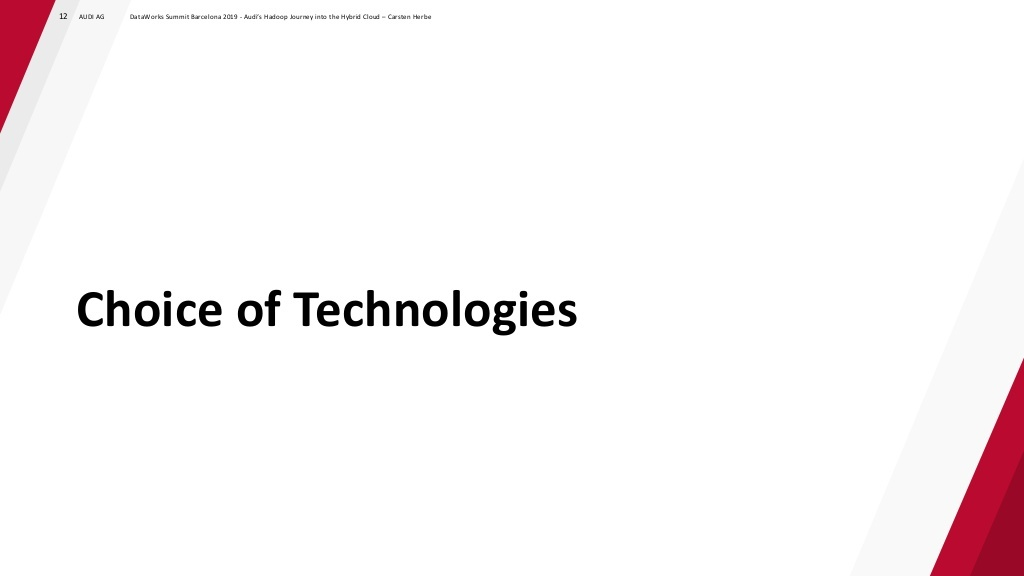 12 AUDI AG DataWorks Summit Barcelona 2019 - Audi's Hadoop Journey into the Hybrid Cloud – Carsten Herbe
Choice of Technologies